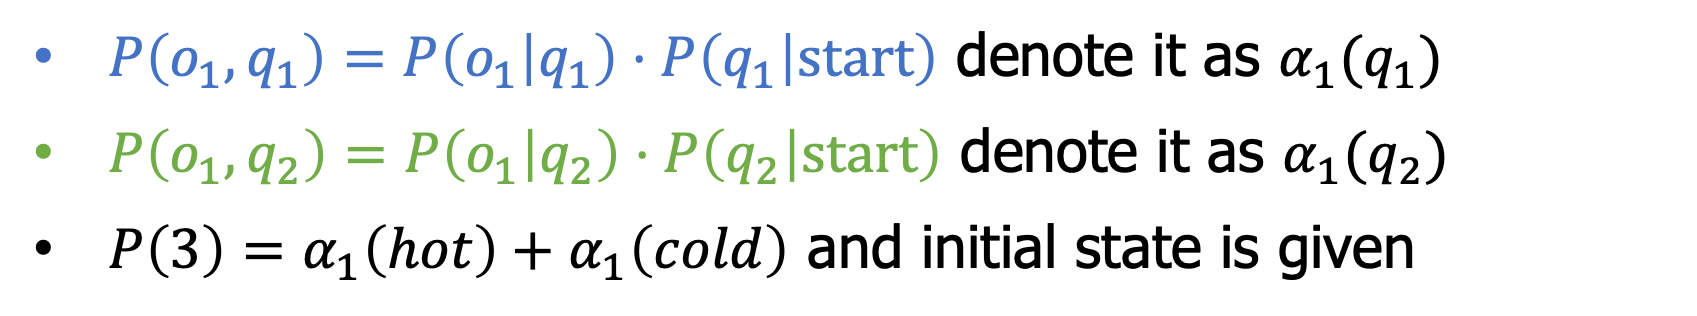 • P(o₁, q₁) = P(o₁|q₁) · P(q₁|start) denote it as α₁(q₁)
• P(o₁, q₂) = P(o₁|q₂) · P(q₂|start) denote it as α₁(q₂)
• P(3) = α₁(hot) + α₁(cold) and initial state is given